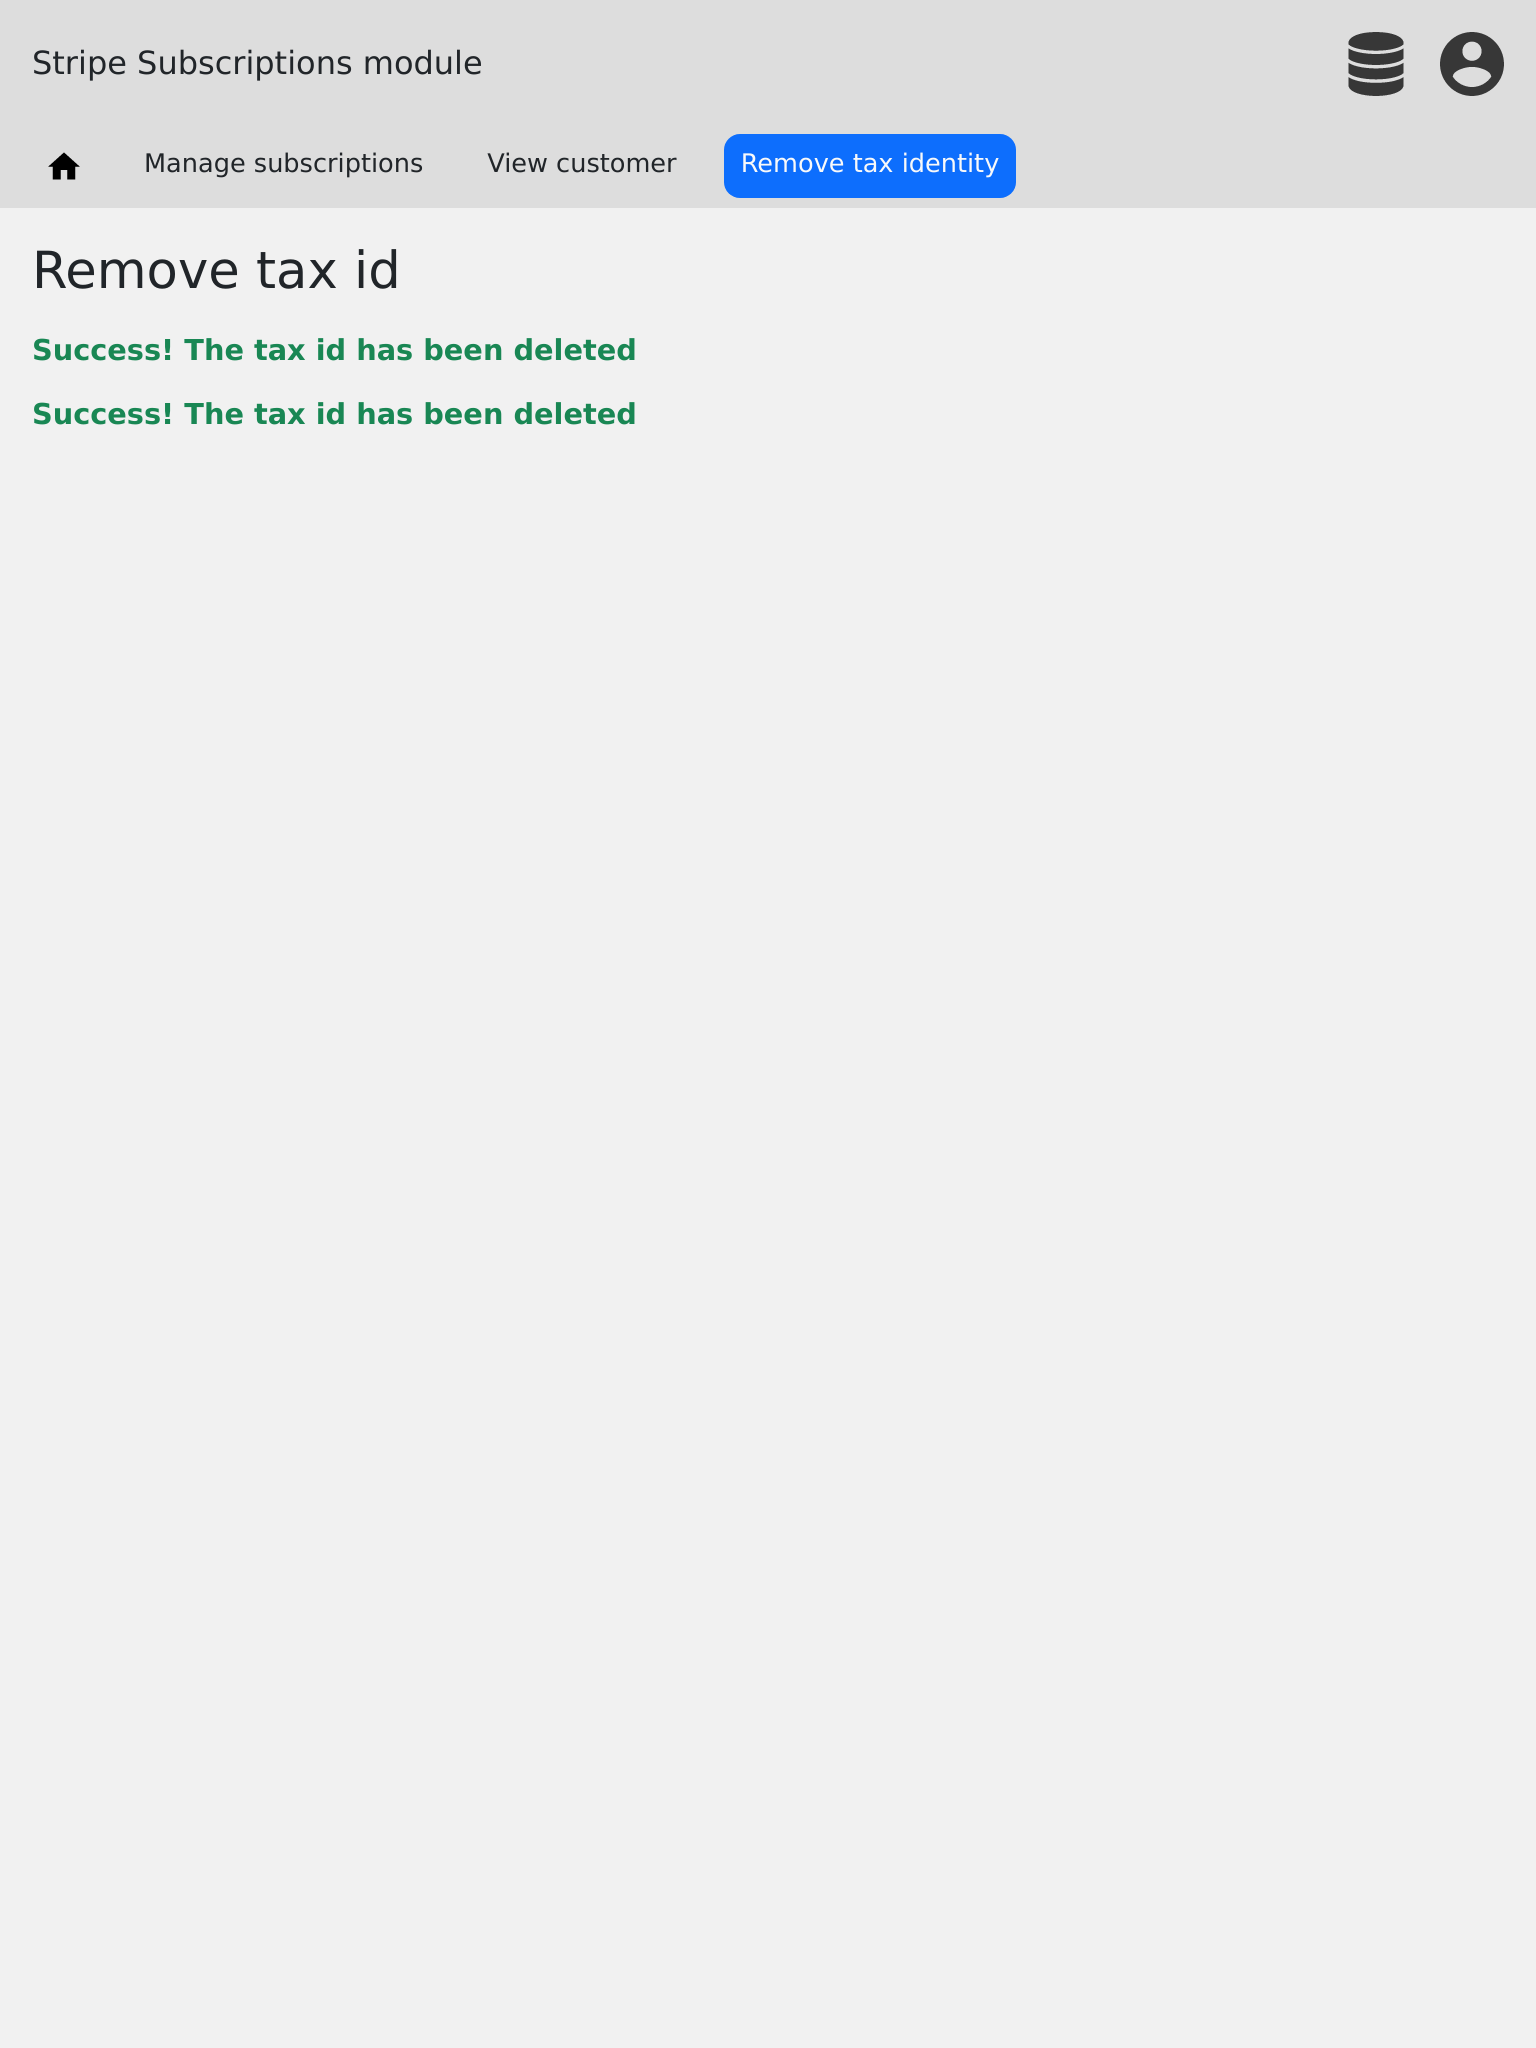 Stripe Subscriptions module
Manage subscriptions View customer Remove tax identity
Remove tax id
Success! The tax id has been deleted
Success! The tax id has been deleted